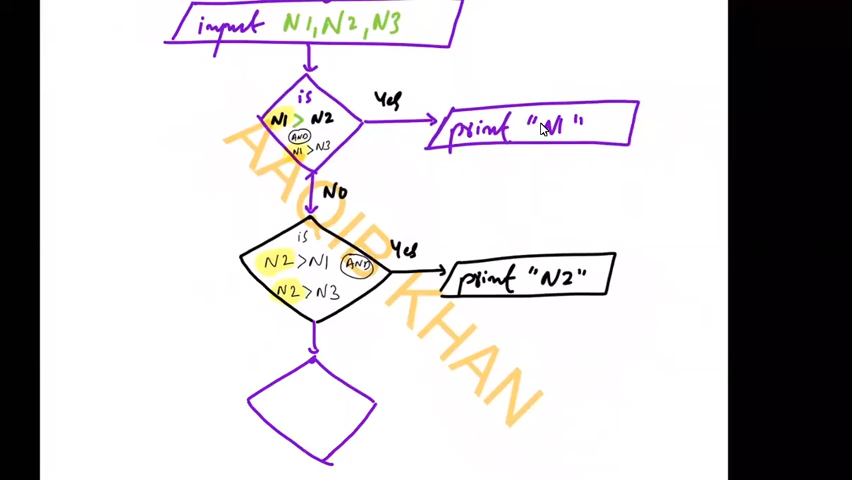 input N1, N2, N3
is
N1 > N2
AND
N1 > N3
Yes
print "N1"
NO
is
N2 > N1 AND
N2 > N3
Yes
print "N2"
AAQIB KHAN